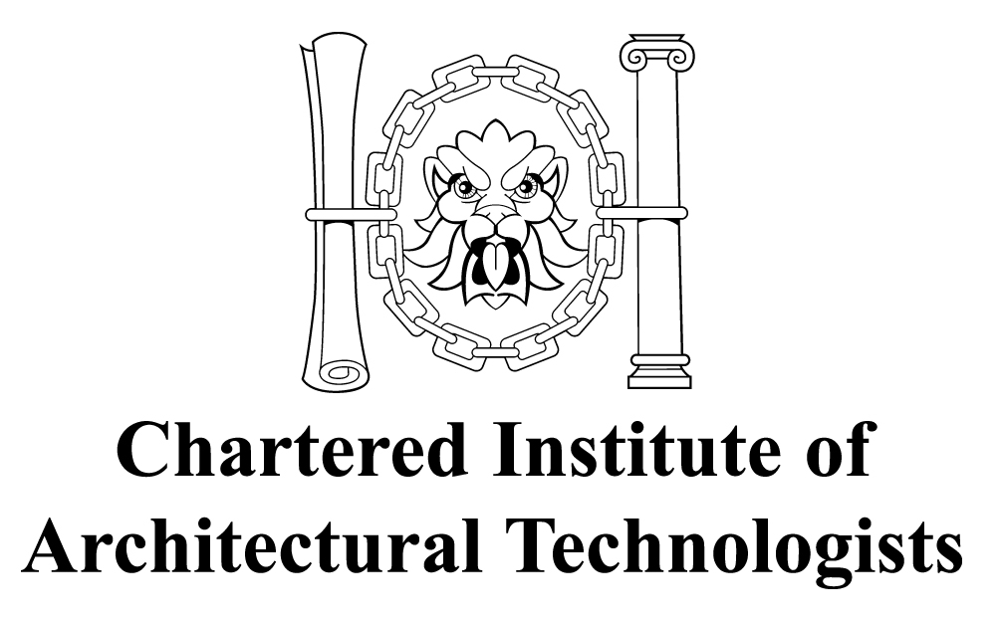 Chartered Institute of
Architectural Technologists